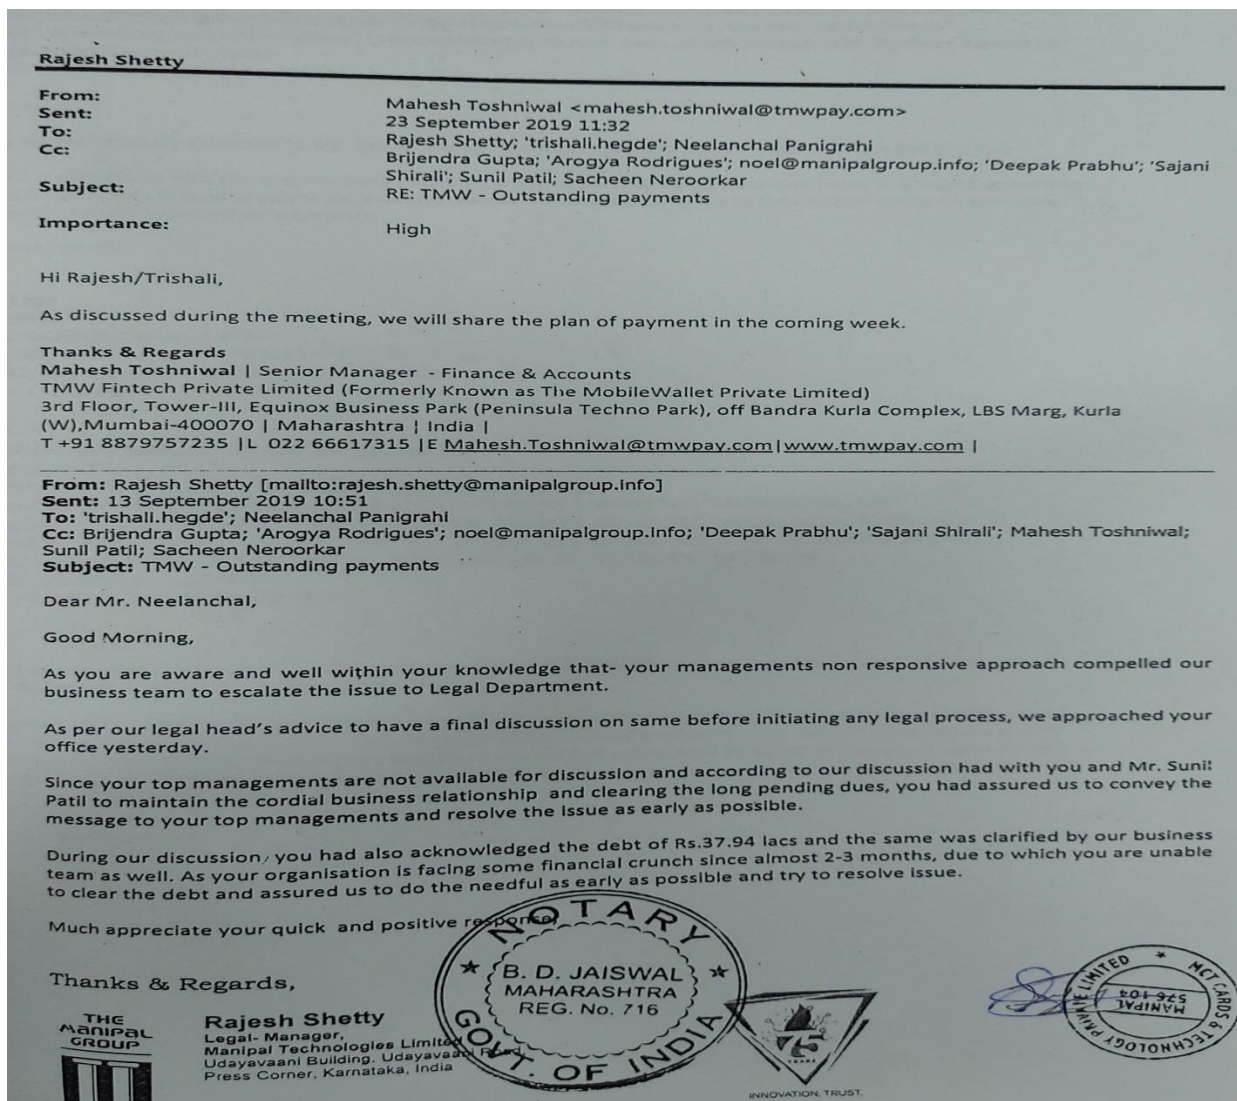 Rajesh Shetty
From: Mahesh Toshniwal <mahesh.toshniwal@tmwpay.com>
Sent: 23 September 2019 11:32
To: Rajesh Shetty; 'trishali.hegde'; Neelanchal Panigrahi
Cc: Brijendra Gupta; 'Arogya Rodrigues'; noel@manipalgroup.info; 'Deepak Prabhu'; 'Sajani
Shirali'; Sunil Patil; Sacheen Neroorkar
Subject: RE: TMW - Outstanding payments
Importance: High
Hi Rajesh/Trishali,
As discussed during the meeting, we will share the plan of payment in the coming week.
Thanks & Regards
Mahesh Toshniwal | Senior Manager - Finance & Accounts
TMW Fintech Private Limited (Formerly Known as The MobileWallet Private Limited)
3rd Floor, Tower-III, Equinox Business Park (Peninsula Techno Park), off Bandra Kurla Complex, LBS Marg, Kurla
(W),Mumbai-400070 | Maharashtra | India |
T +91 8879757235 |L 022 66617315 |E Mahesh.Toshniwal@tmwpay.com|www.tmwpay.com |
From: Rajesh Shetty [mailto:rajesh.shetty@manipalgroup.info]
Sent: 13 September 2019 10:51
To: 'trishali.hegde'; Neelanchal Panigrahi
Cc: Brijendra Gupta; 'Arogya Rodrigues'; noel@manipalgroup.info; 'Deepak Prabhu'; 'Sajani Shirali'; Mahesh Toshniwal;
Sunil Patil; Sacheen Neroorkar
Subject: TMW - Outstanding payments
Dear Mr. Neelanchal,
Good Morning,
As you are aware and well within your knowledge that- your managements non responsive approach compelled our
business team to escalate the issue to Legal Department.
As per our legal head's advice to have a final discussion on same before initiating any legal process, we approached your
office yesterday.
Since your top managements are not available for discussion and according to our discussion had with you and Mr. Sunil
Patil to maintain the cordial business relationship and clearing the long pending dues, you had assured us to convey the
message to your top managements and resolve the issue as early as possible.
During our discussion, you had also acknowledged the debt of Rs.37.94 lacs and the same was clarified by our business
team as well. As your organisation is facing some financial crunch since almost 2-3 months, due to which you are unable
to clear the debt and assured us to do the needful as early as possible and try to resolve issue.
Much appreciate your quick and positive response.
Thanks & Regards,
THE
MANIPAL
GROUP
Rajesh Shetty
Legal- Manager,
Manipal Technologies Limited
Udayavaani Building, Udayavaani Road,
Press Corner, Karnataka, India
NOTARY
B. D. JAISWAL
MAHARASHTRA
REG. No. 716
GOVT. OF INDIA
YEARS
INNOVATION. TRUST.
MCT CARDS & TECHNOLOGY PRIVATE LIMITED
MANIPAL
576 104